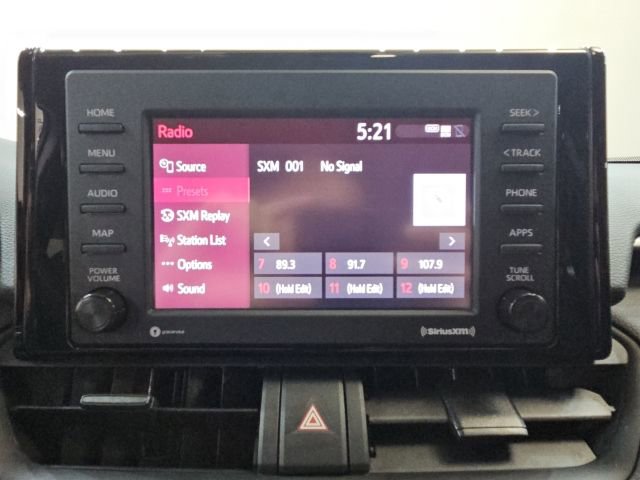 HOME
MENU
AUDIO
MAP
POWER
VOLUME
Radio
5:21
Source
SXM 001 No Signal
Presets
SXM Replay
Station List
Options
Sound
7 89.3
8 91.7
9 107.9
10 (Hold Edit)
11 (Hold Edit)
12 (Hold Edit)
SEEK >
< TRACK
PHONE
APPS
TUNE
SCROLL
gracenote
((SiriusXM))